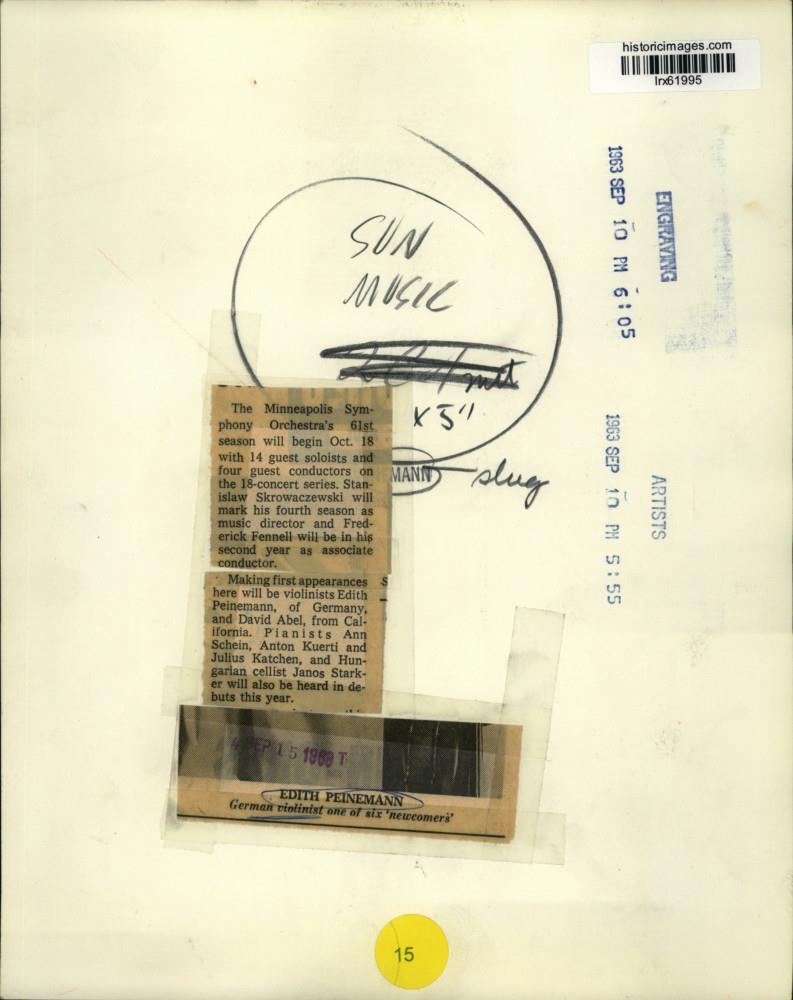 historicimages.com
lrx61995
ENGRAVING
1963 SEP 10 PM 6:05
ARTISTS
1963 SEP 10 PM 5:55
SUN
MUSIC
x 5"
MANN
slug
The Minneapolis Sym-
phony Orchestra's 61st
season will begin Oct. 18
with 14 guest soloists and
four guest conductors on
the 18-concert series. Stan-
islaw Skrowaczewski will
mark his fourth season as
music director and Fred-
erick Fennell will be in his
second year as associate
conductor.
Making first appearances
here will be violinists Edith
Peinemann, of Germany,
and David Abel, from Cal-
ifornia. Pianists Ann
Schein, Anton Kuerti and
Julius Katchen, and Hun-
garian cellist Janos Stark-
er will also be heard in de-
buts this year.
SEP 15 1963 T
EDITH PEINEMANN
German violinist one of six 'newcomers'
15